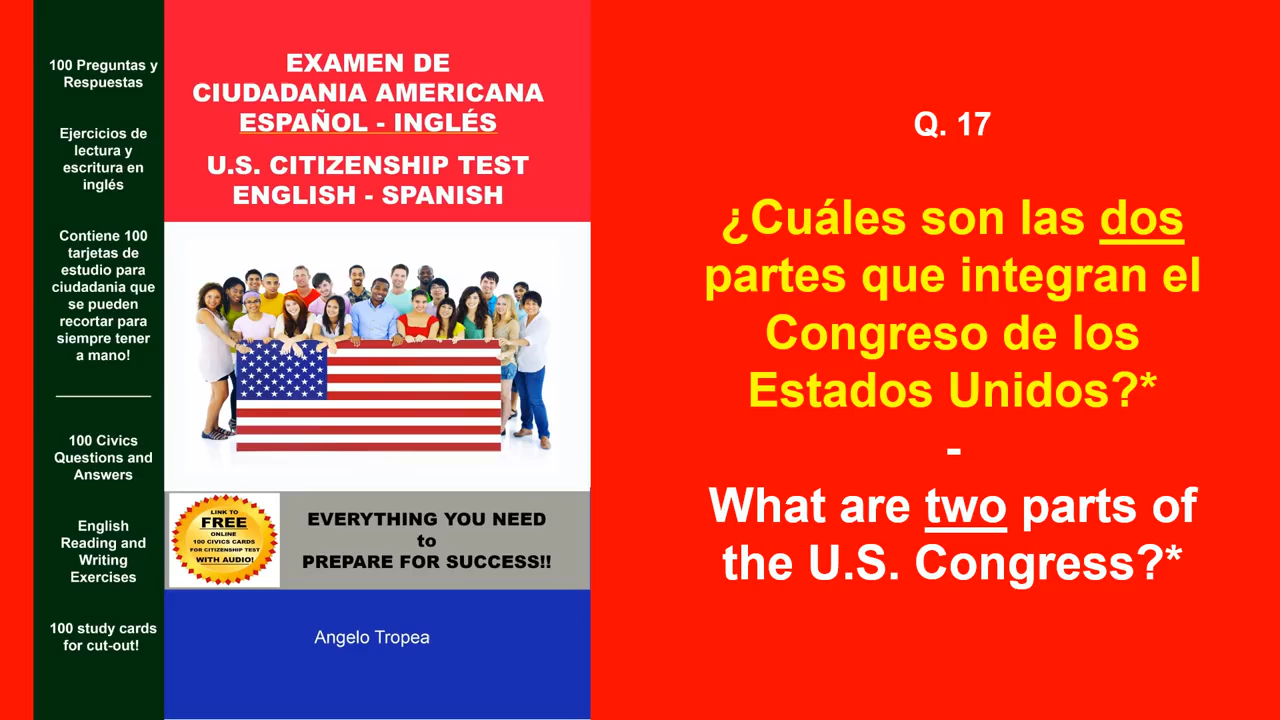 100 Preguntas y
Respuestas
Ejercicios de
lectura y
escritura en
inglés
Contiene 100
tarjetas de
estudio para
ciudadania que
se pueden
recortar para
siempre tener
a mano!
100 Civics
Questions and
Answers
English
Reading and
Writing
Exercises
100 study cards
for cut-out!
EXAMEN DE
CIUDADANIA AMERICANA
ESPAÑOL - INGLÉS
U.S. CITIZENSHIP TEST
ENGLISH - SPANISH
LINK TO
FREE
ONLINE
100 CIVICS CARDS
FOR CITIZENSHIP TEST
WITH AUDIO!
EVERYTHING YOU NEED
to
PREPARE FOR SUCCESS!!
Angelo Tropea
Q. 17
¿Cuáles son las dos
partes que integran el
Congreso de los
Estados Unidos?*
-
What are two parts of
the U.S. Congress?*